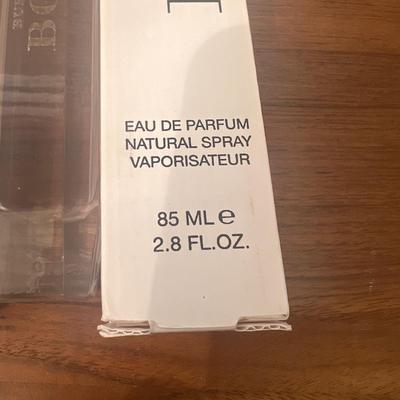 EAU DE PARFUM
NATURAL SPRAY
VAPORISATEUR
85 ML ℮
2.8 FL.OZ.